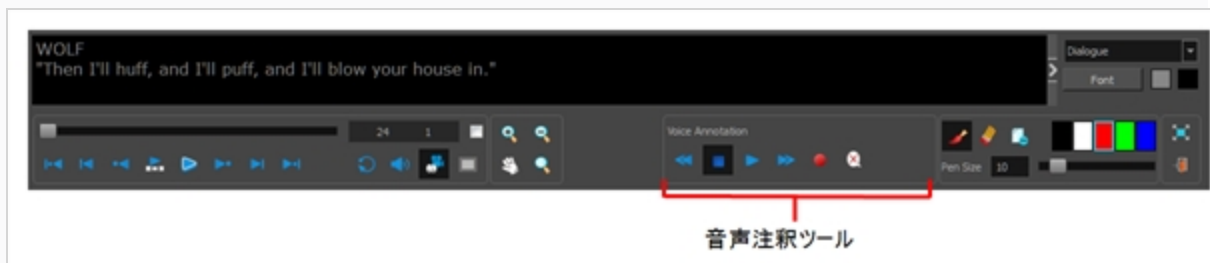 WOLF
"Then I'll huff, and I'll puff, and I'll blow your house in."
Dialogue
Font
24 1
Voice Annotation
Pen Size 10
音声注釈ツール